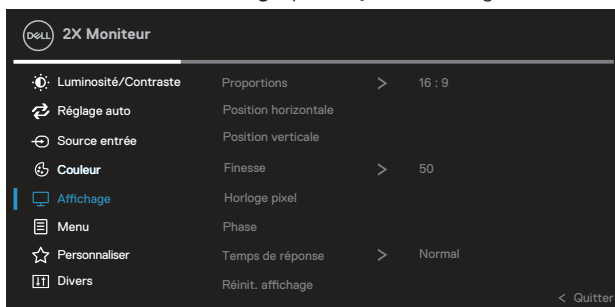 DELL 2X Moniteur
Luminosité/Contraste Proportions > 16 : 9
Réglage auto Position horizontale
Source entrée Position verticale
Couleur Finesse > 50
Affichage Horloge pixel
Menu Phase
Personnaliser Temps de réponse > Normal
Divers Réinit. affichage
< Quitter